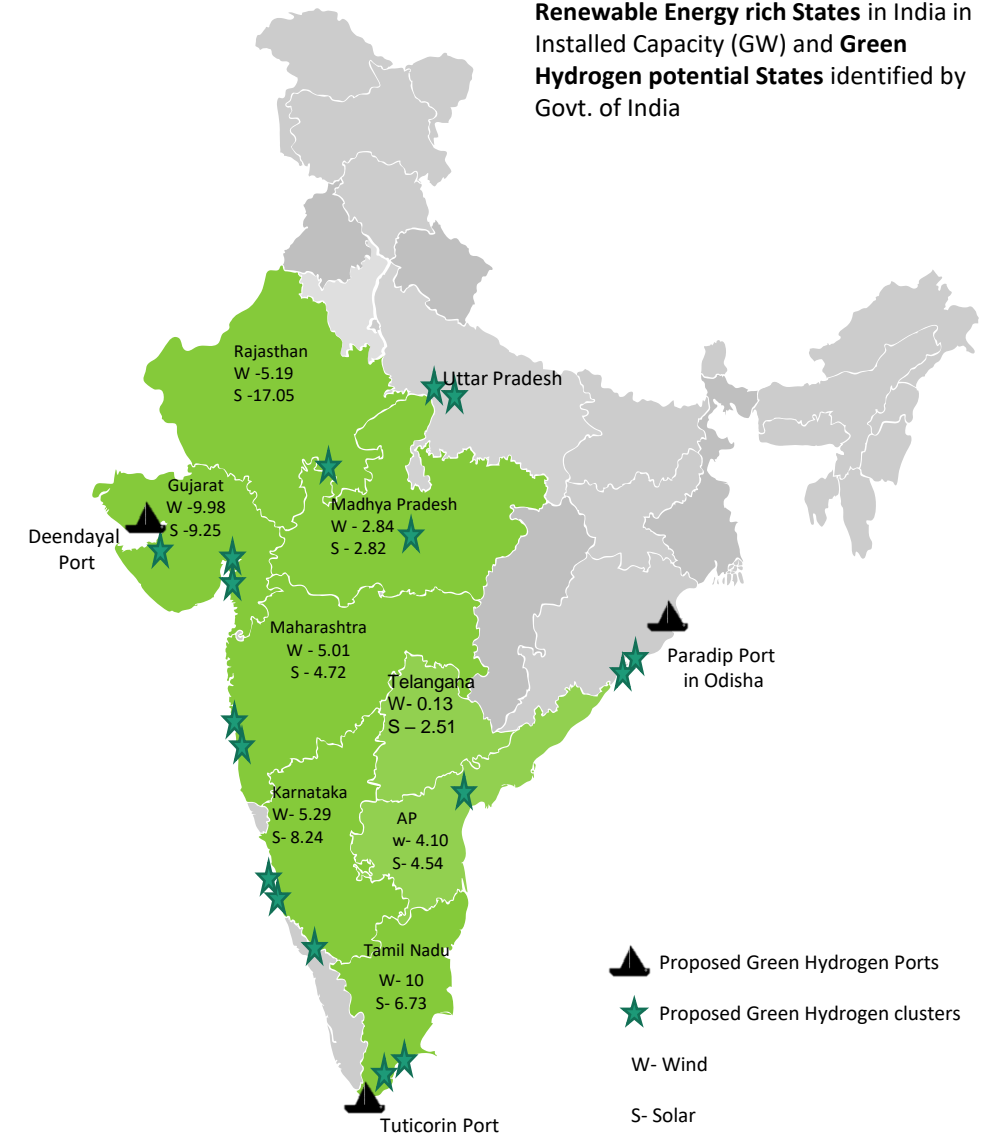 Renewable Energy rich States in India in
Installed Capacity (GW) and Green
Hydrogen potential States identified by
Govt. of India
Rajasthan
W -5.19
S -17.05
Uttar Pradesh
Gujarat
W -9.98
S -9.25
Deendayal
Port
Madhya Pradesh
W - 2.84
S - 2.82
Maharashtra
W - 5.01
S - 4.72
Paradip Port
in Odisha
Telangana
W- 0.13
S – 2.51
Karnataka
W- 5.29
S- 8.24
AP
w- 4.10
S- 4.54
Tamil Nadu
W- 10
S- 6.73
Tuticorin Port
Proposed Green Hydrogen Ports
Proposed Green Hydrogen clusters
W- Wind
S- Solar